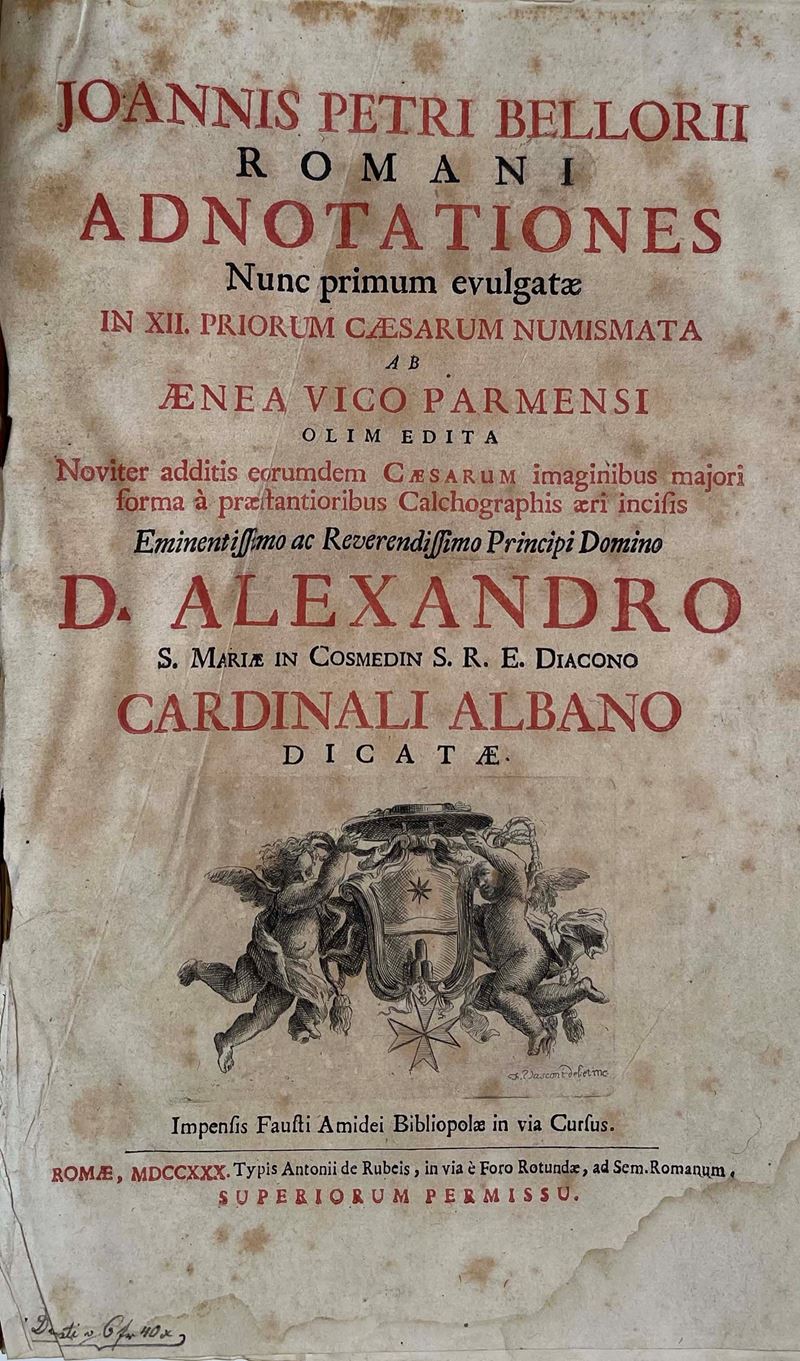 JOANNIS PETRI BELLORII
ROMANI
ADNOTATIONES
Nunc primum evulgatæ
IN XII. PRIORUM CÆSARUM NUMISMATA
AB
ÆNEA VICO PARMENSI
OLIM EDITA
Noviter additis eorumdem CÆSARUM imaginibus majori
forma à præſtantioribus Calchographis æri inciſis
Eminentiſſimo ac Reverendiſſimo Principi Domino
D. ALEXANDRO
S. MARIÆ IN COSMEDIN S. R. E. DIACONO
CARDINALI ALBANO
DICATÆ.
Impenſis Fauſti Amidei Bibliopolæ in via Curſus.
ROMÆ, MDCCXXX. Typis Antonii de Rubeis, in via è Foro Rotundæ, ad Sem. Romanum,
SUPERIORUM PERMISSU.
6 fr 40x